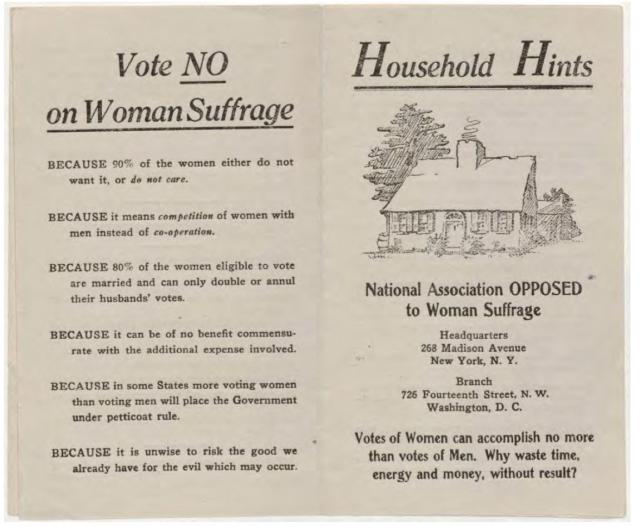 Vote NO
on Woman Suffrage
BECAUSE 90% of the women either do not
want it, or do not care.
BECAUSE it means competition of women with
men instead of co-operation.
BECAUSE 80% of the women eligible to vote
are married and can only double or annul
their husbands' votes.
BECAUSE it can be of no benefit commensu-
rate with the additional expense involved.
BECAUSE in some States more voting women
than voting men will place the Government
under petticoat rule.
BECAUSE it is unwise to risk the good we
already have for the evil which may occur.
Household Hints
National Association OPPOSED
to Woman Suffrage
Headquarters
268 Madison Avenue
New York, N. Y.
Branch
726 Fourteenth Street, N. W.
Washington, D. C.
Votes of Women can accomplish no more
than votes of Men. Why waste time,
energy and money, without result?